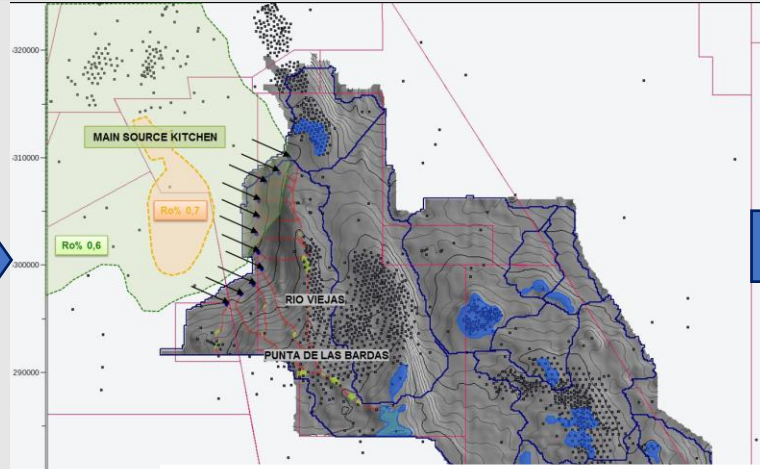 -320000
-310000
MAIN SOURCE KITCHEN
Ro% 0,7
Ro% 0,6
-300000
RIO VIEJAS
PUNTA DE LAS BARDAS
-290000